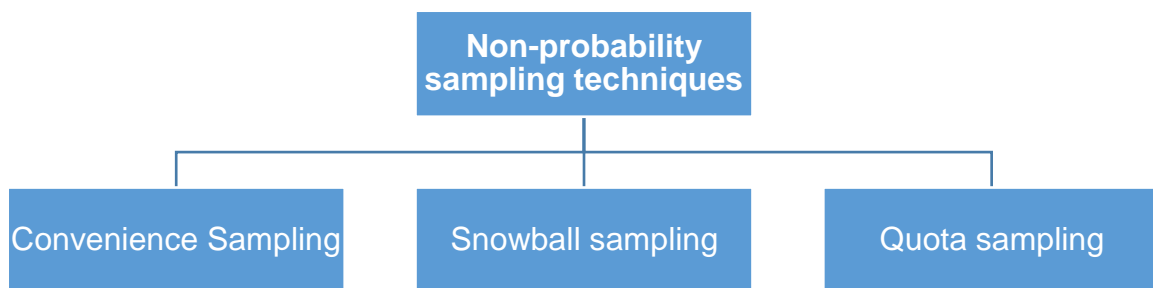 Non-probability
sampling techniques
Convenience Sampling
Snowball sampling
Quota sampling